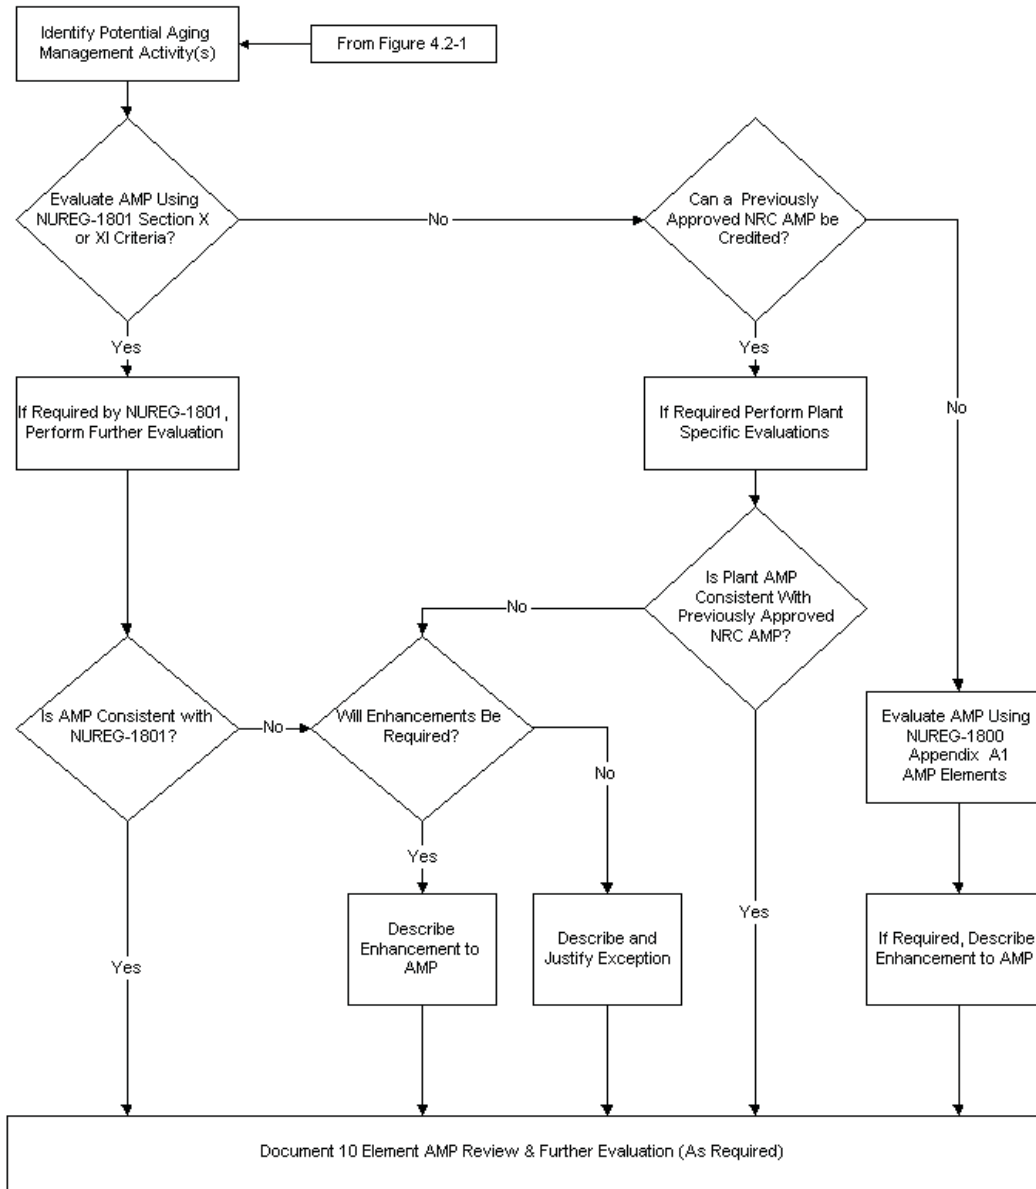 Identify Potential Aging
Management Activity(s)
From Figure 4.2-1
Evaluate AMP Using
NUREG-1801 Section X
or XI Criteria?
No
Can a Previously
Approved NRC AMP be
Credited?
Yes
Yes
No
If Required by NUREG-1801,
Perform Further Evaluation
If Required Perform Plant
Specific Evaluations
Is Plant AMP
Consistent With
Previously Approved
NRC AMP?
No
Is AMP Consistent with
NUREG-1801?
No
Will Enhancements Be
Required?
No
Evaluate AMP Using
NUREG-1800
Appendix A1
AMP Elements
Yes
Yes
Yes
Describe
Enhancement to
AMP
Describe and
Justify Exception
If Required, Describe
Enhancement to AMP
Document 10 Element AMP Review & Further Evaluation (As Required)